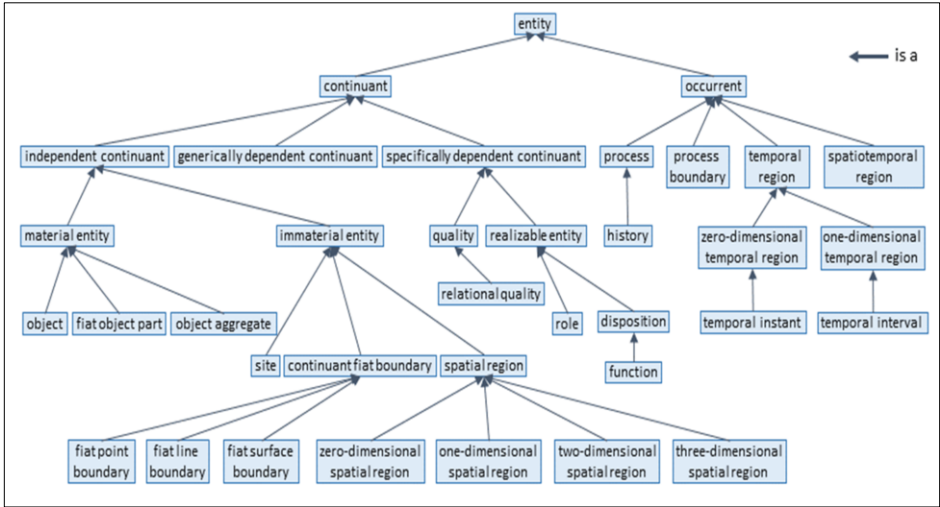 entity
is a
continuant
occurrent
independent continuant
generically dependent continuant
specifically dependent continuant
process
process
boundary
temporal
region
spatiotemporal
region
material entity
immaterial entity
quality
realizable entity
history
zero-dimensional
temporal region
one-dimensional
temporal region
relational quality
object
fiat object part
object aggregate
role
disposition
temporal instant
temporal interval
site
continuant fiat boundary
spatial region
function
fiat point
boundary
fiat line
boundary
fiat surface
boundary
zero-dimensional
spatial region
one-dimensional
spatial region
two-dimensional
spatial region
three-dimensional
spatial region